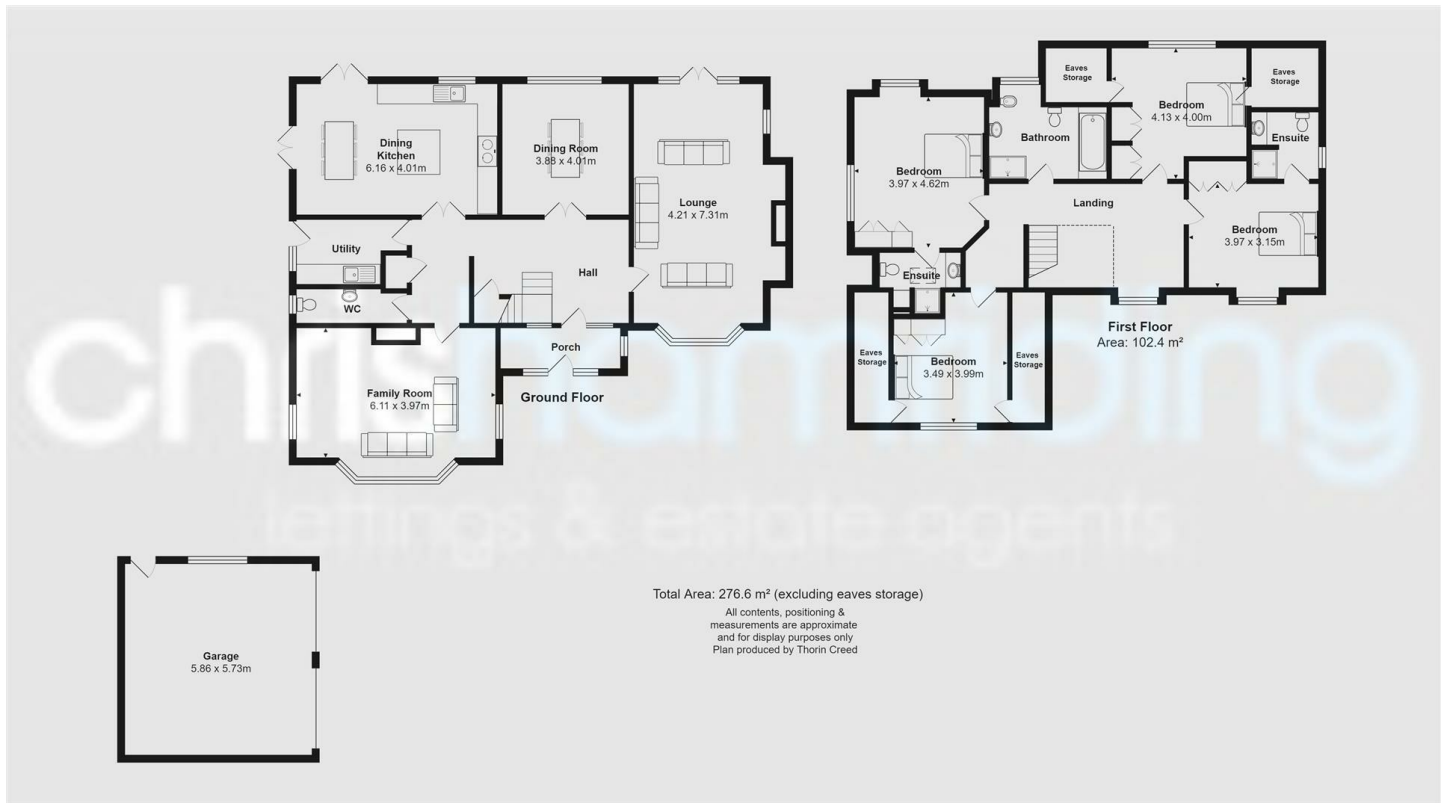 Dining
Kitchen
6.16 x 4.01m
Dining Room
3.88 x 4.01m
Lounge
4.21 x 7.31m
Utility
Hall
WC
Porch
Family Room
6.11 x 3.97m
Ground Floor
Eaves
Storage
Bedroom
4.13 x 4.00m
Eaves
Storage
Bathroom
Ensuite
Bedroom
3.97 x 4.62m
Landing
Bedroom
3.97 x 3.15m
Ensuite
First Floor
Area: 102.4 m²
Eaves
Storage
Bedroom
3.49 x 3.99m
Eaves
Storage
chrishamriding
lettings & estate agents
Garage
5.86 x 5.73m
Total Area: 276.6 m² (excluding eaves storage)
All contents, positioning &
measurements are approximate
and for display purposes only
Plan produced by Thorin Creed